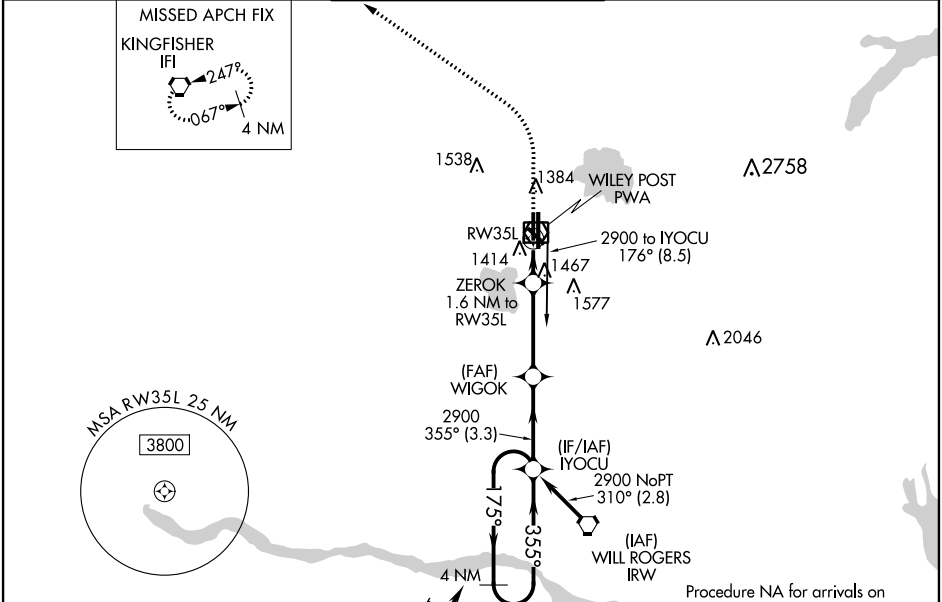 MISSED APCH FIX
KINGFISHER
IFI
247°
067°
4 NM
1538
1384
WILEY POST
PWA
2758
RW35L
2900 to IYOCU
176° (8.5)
1414
1467
ZEROK
1.6 NM to
RW35L
1577
2046
(FAF)
WIGOK
MSA RW35L 25 NM
3800
2900
355° (3.3)
(IF/IAF)
IYOCU
2900 NoPT
310° (2.8)
175°
355°
(IAF)
WILL ROGERS
IRW
4 NM
Procedure NA for arrivals on